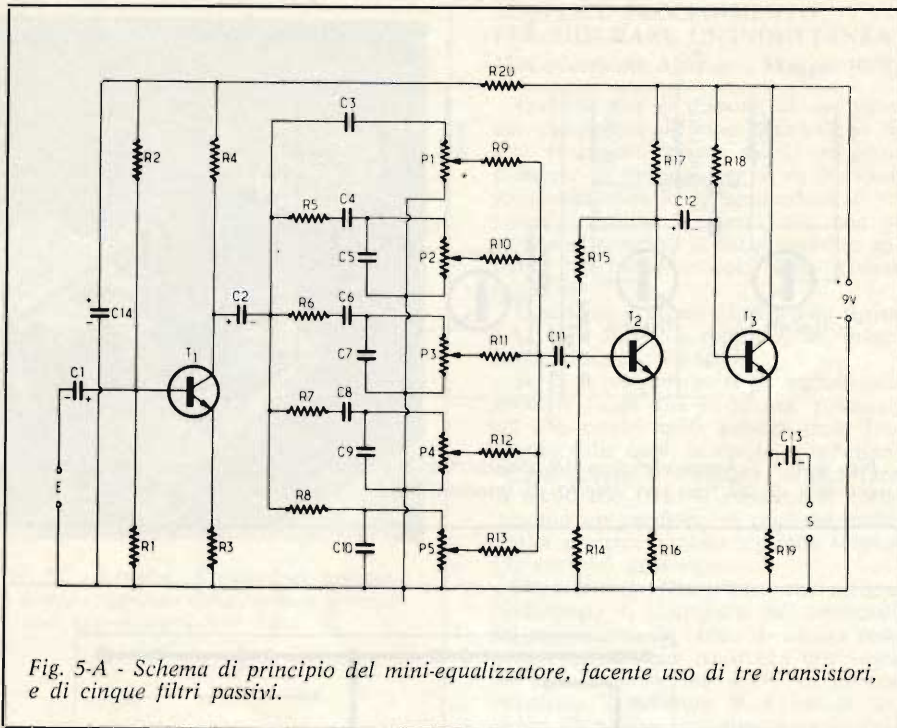 R20
C3
R2
R4
P1
R9
R17
R18
R5
C4
C12
C5
P2
R10
R15
+
9V
-
C14
C2
R6
C6
T1
C7
P3
R11
C11
T2
T3
C1
R7
C8
C9
P4
R12
C13
E
R8
S
R1
R3
C10
P5
R13
R14
R16
R19
Fig. 5-A - Schema di principio del mini-equalizzatore, facente uso di tre transistori,
e di cinque filtri passivi.